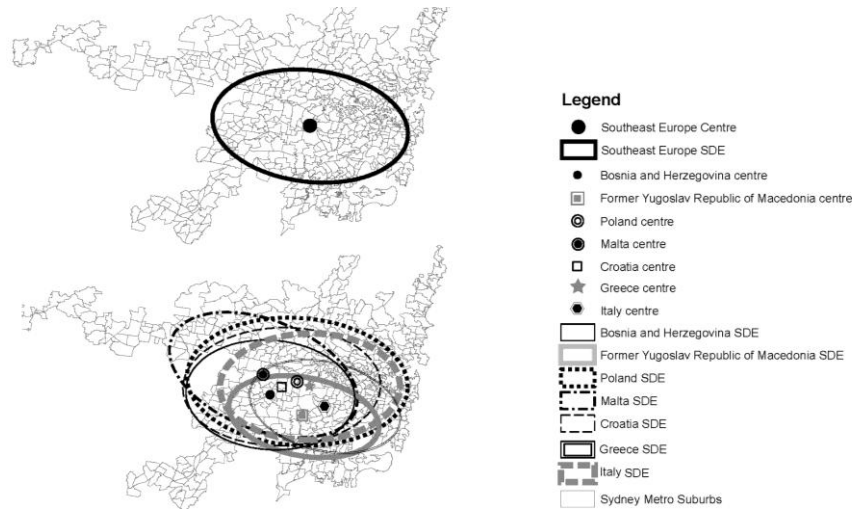 Legend
Southeast Europe Centre
Southeast Europe SDE
Bosnia and Herzegovina centre
Former Yugoslav Republic of Macedonia centre
Poland centre
Malta centre
Croatia centre
Greece centre
Italy centre
Bosnia and Herzegovina SDE
Former Yugoslav Republic of Macedonia SDE
Poland SDE
Malta SDE
Croatia SDE
Greece SDE
Italy SDE
Sydney Metro Suburbs